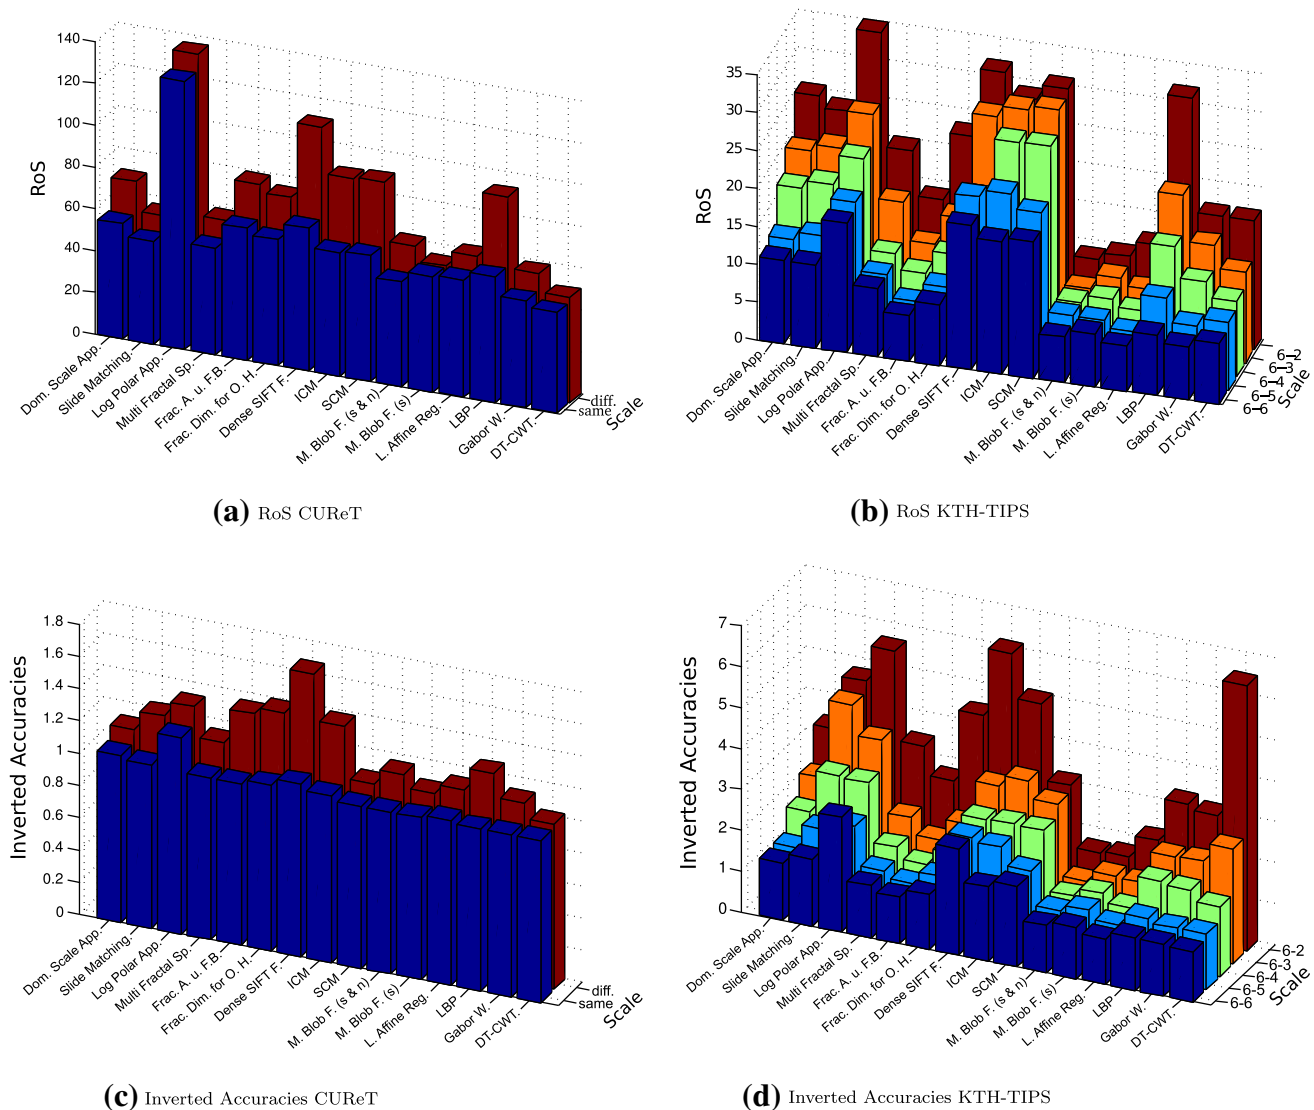 140
120
100
80
60
40
20
0
RoS
Dom. Scale App.
Slide Matching.
Log Polar App.
Multi Fractal Sp.
Frac. A. u. F.B.
Frac. Dim. for O. H.
Dense SIFT F.
ICM
SCM
M. Blob F. (s & n)
M. Blob F. (s)
L. Affine Reg.
LBP
Gabor W.
DT-CWT.
diff.
same
Scale
(a) RoS CUReT
35
30
25
20
15
10
5
0
RoS
Dom. Scale App.
Slide Matching.
Log Polar App.
Multi Fractal Sp.
Frac. A. u. F.B.
Frac. Dim. for O. H.
Dense SIFT F.
ICM
SCM
M. Blob F. (s & n)
M. Blob F. (s)
L. Affine Reg.
LBP
Gabor W.
DT-CWT.
6-2
6-3
6-4
6-5
6-6
Scale
(b) RoS KTH-TIPS
1.8
1.6
1.4
1.2
1
0.8
0.6
0.4
0.2
0
Inverted Accuracies
Dom. Scale App.
Slide Matching.
Log Polar App.
Multi Fractal Sp.
Frac. A. u. F.B.
Frac. Dim. for O. H.
Dense SIFT F.
ICM
SCM
M. Blob F. (s & n)
M. Blob F. (s)
L. Affine Reg.
LBP
Gabor W.
DT-CWT.
diff.
same
Scale
(c) Inverted Accuracies CUReT
7
6
5
4
3
2
1
0
Inverted Accuracies
Dom. Scale App.
Slide Matching.
Log Polar App.
Multi Fractal Sp.
Frac. A. u. F.B.
Frac. Dim. for O. H.
Dense SIFT F.
ICM
SCM
M. Blob F. (s & n)
M. Blob F. (s)
L. Affine Reg.
LBP
Gabor W.
DT-CWT.
6-2
6-3
6-4
6-5
6-6
Scale
(d) Inverted Accuracies KTH-TIPS